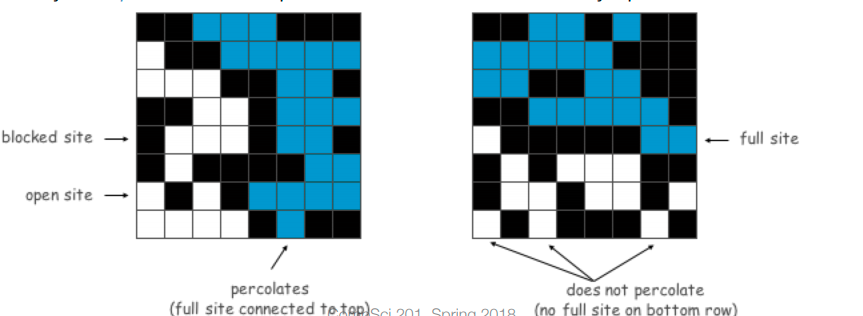 blocked site
full site
open site
percolates
(full site connected to top)
does not percolate
(no full site on bottom row)
Sci 201, Spring 2018